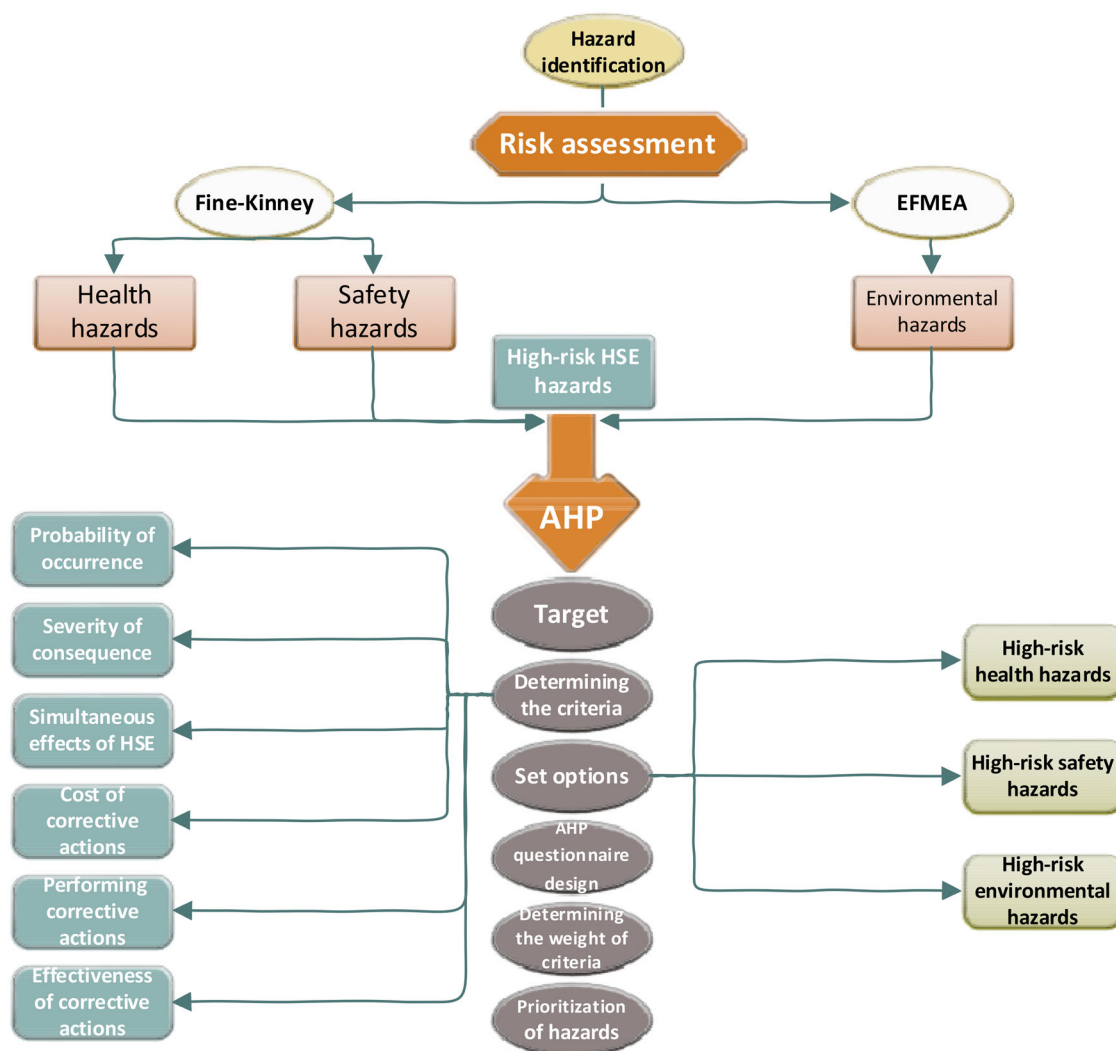 Hazard
identification
Risk assessment
Fine-Kinney
EFMEA
Health
hazards
Safety
hazards
Environmental
hazards
High-risk HSE
hazards
AHP
Probability of
occurrence
Severity of
consequence
Simultaneous
effects of HSE
Cost of
corrective
actions
Performing
corrective
actions
Effectiveness
of corrective
actions
Target
Determining
the criteria
Set options
AHP
questionnaire
design
Determining
the weight of
criteria
Prioritization
of hazards
High-risk
health hazards
High-risk safety
hazards
High-risk
environmental
hazards